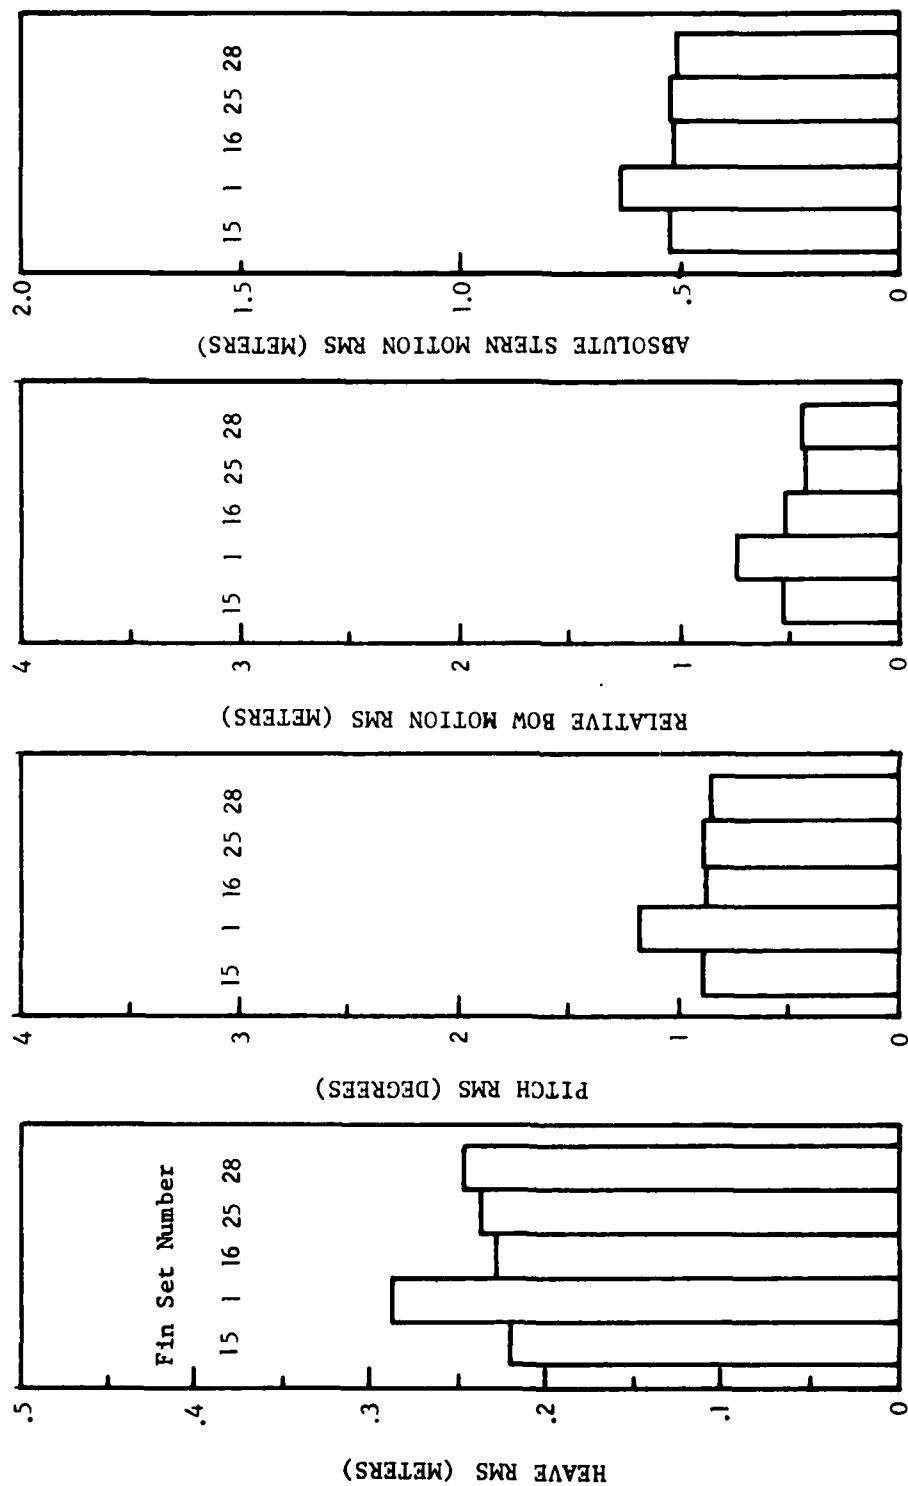 HEAVE RMS (METERS)
.5
.4
.3
.2
.1
0
Fin Set Number
15 1 16 25 28
PITCH RMS (DEGREES)
4
3
2
1
0
15 1 16 25 28
RELATIVE BOW MOTION RMS (METERS)
4
3
2
1
0
15 1 16 25 28
ABSOLUTE STERN MOTION RMS (METERS)
2.0
1.5
1.0
.5
0
15 1 16 25 28